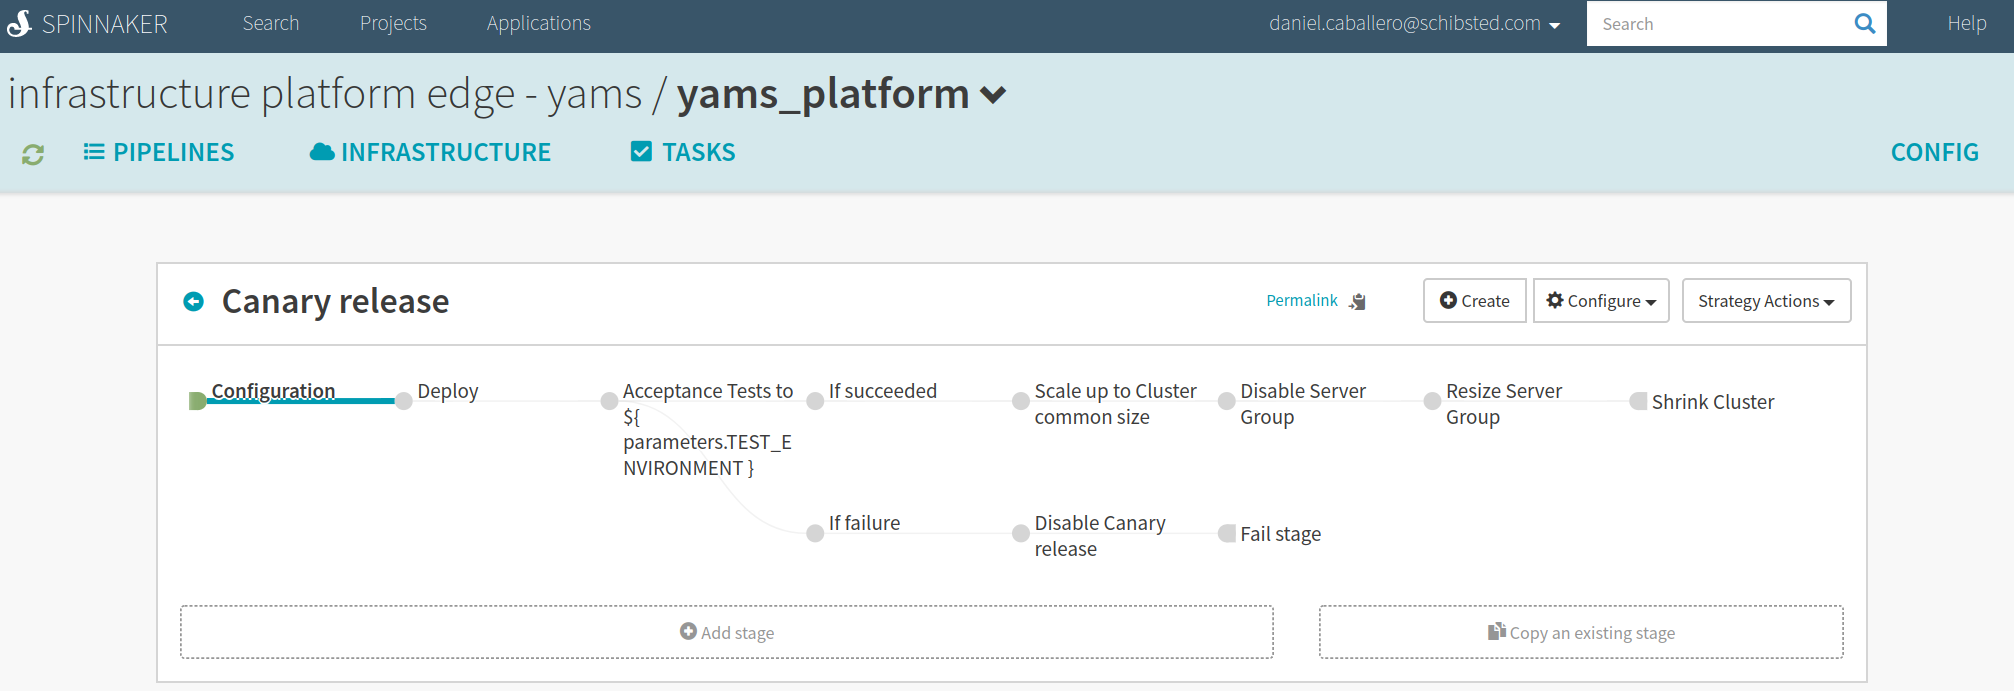 SPINNAKER Search Projects Applications daniel.caballero@schibsted.com Search Help
infrastructure platform edge - yams / yams_platform
PIPELINES INFRASTRUCTURE TASKS CONFIG
Canary release Permalink Create Configure Strategy Actions
Configuration Deploy Acceptance Tests to If succeeded Scale up to Cluster Disable Server Resize Server Shrink Cluster
${ common size Group Group
parameters.TEST_E
NVIRONMENT }
If failure Disable Canary Fail stage
release
Add stage Copy an existing stage